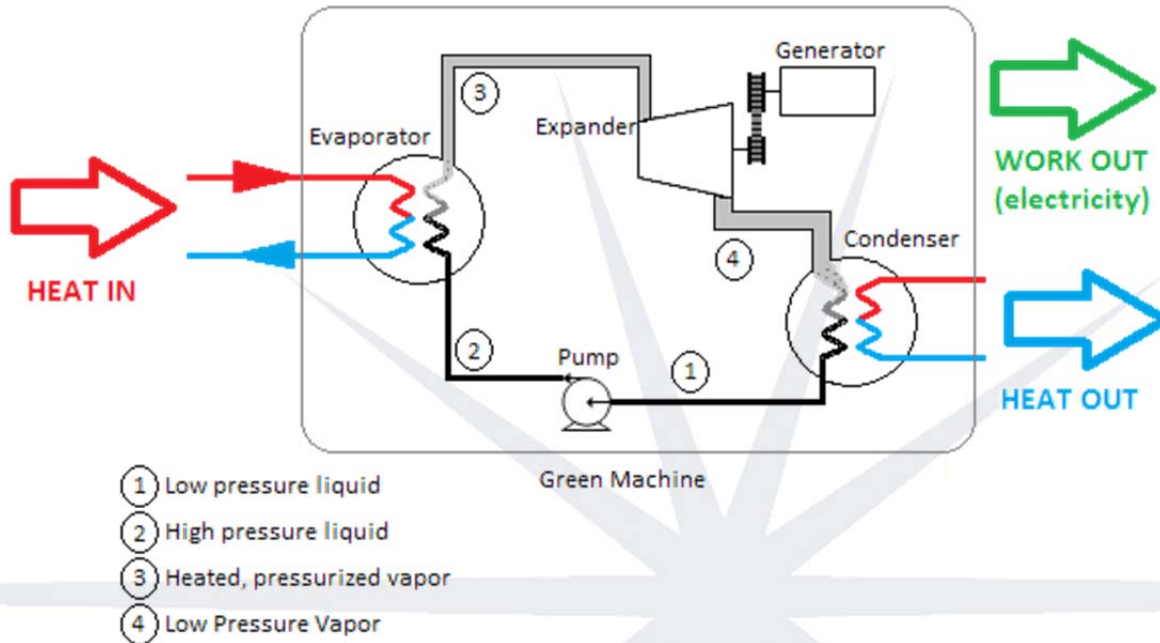 Generator
3
Expander
Evaporator
WORK OUT
(electricity)
4
Condenser
HEAT IN
2
Pump
1
HEAT OUT
Green Machine
1 Low pressure liquid
2 High pressure liquid
3 Heated, pressurized vapor
4 Low Pressure Vapor